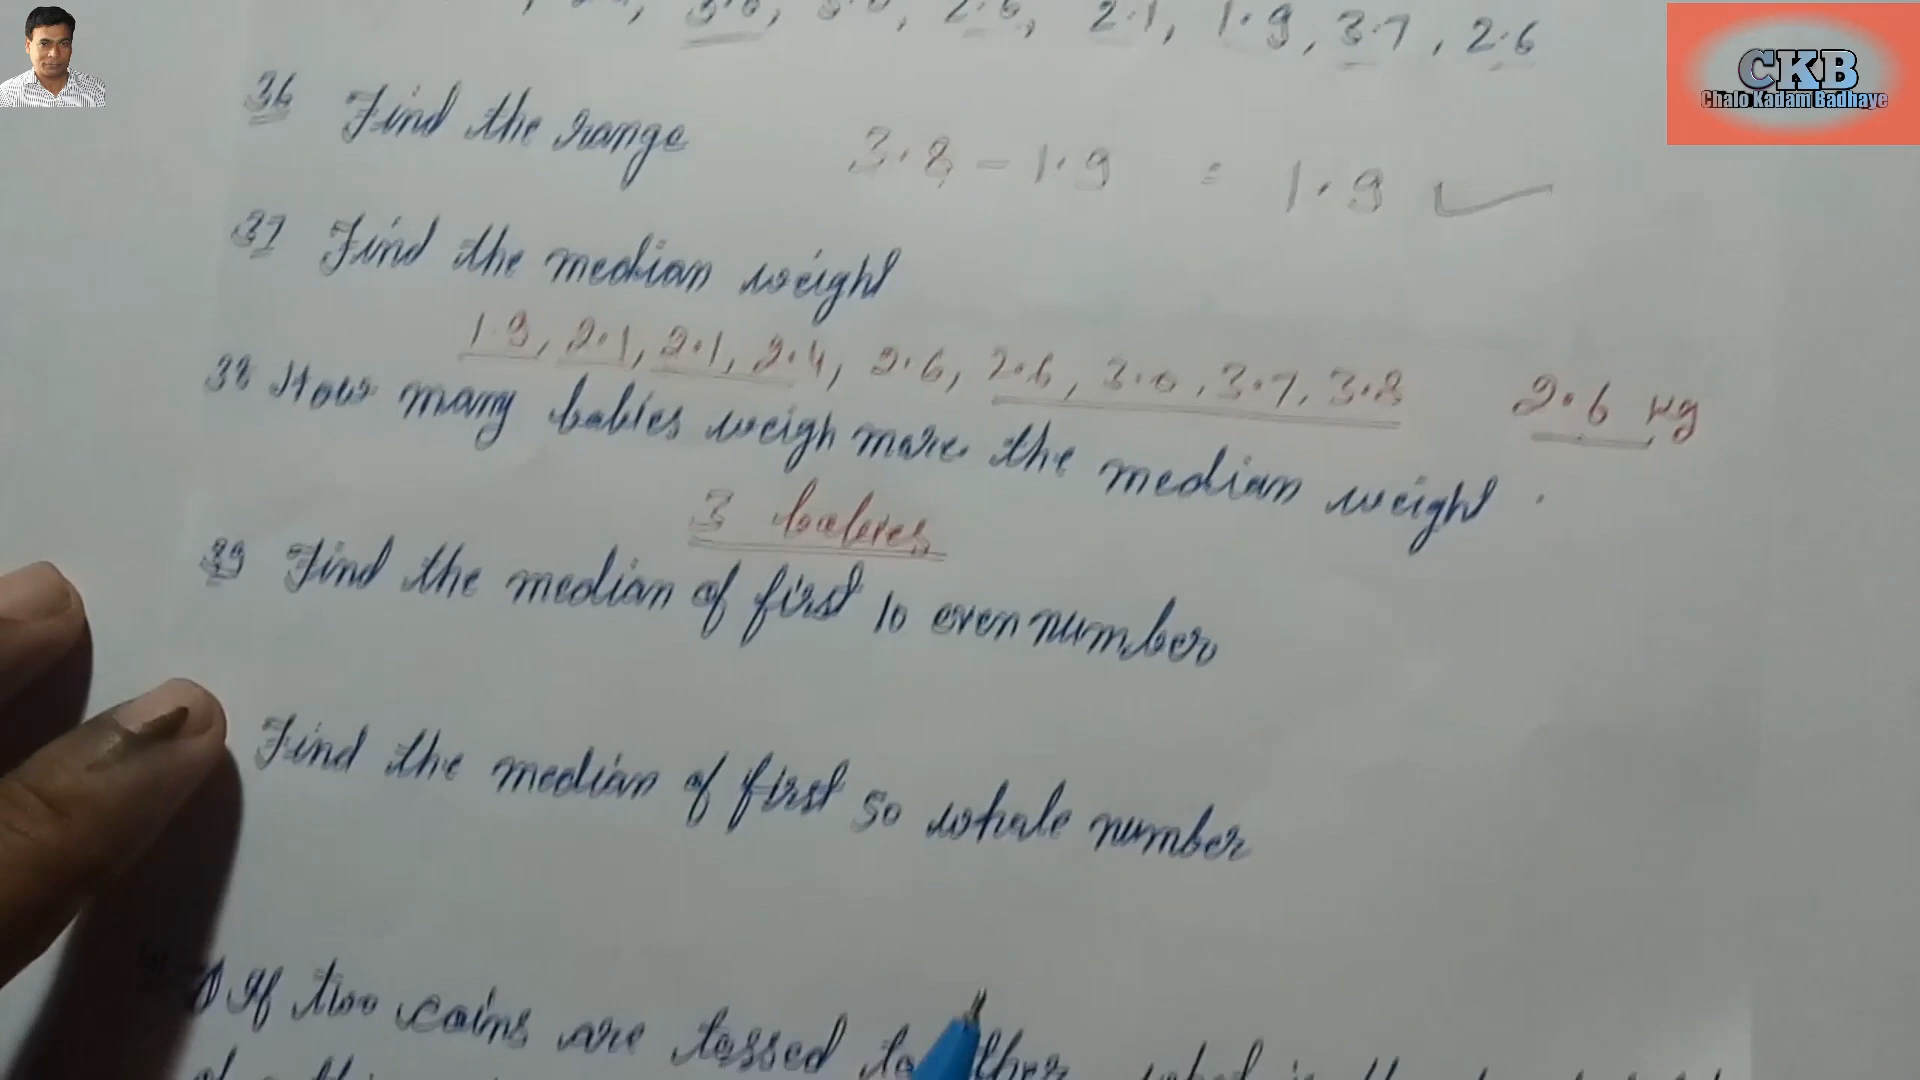 2.1, 1.9, 3.7, 2.6
CKB
Chalo Kadam Badhaye
36 Find the range 3.8 - 1.9 = 1.9 ✓
37 Find the median weight
1.9, 2.1, 2.1, 2.4, 2.6, 2.6, 3.0, 3.7, 3.8 2.6 kg
38 How many babies weigh more the median weight.
3 babies
39 Find the median of first 10 even number
Find the median of first 50 whole number
If two coins are tossed